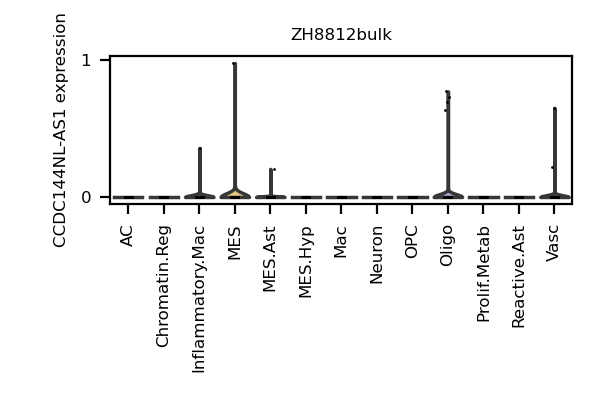 ZH8812bulk
CCDC144NL-AS1 expression
1
0
AC
Chromatin.Reg
Inflammatory.Mac
MES
MES.Ast
MES.Hyp
Mac
Neuron
OPC
Oligo
Prolif.Metab
Reactive.Ast
Vasc